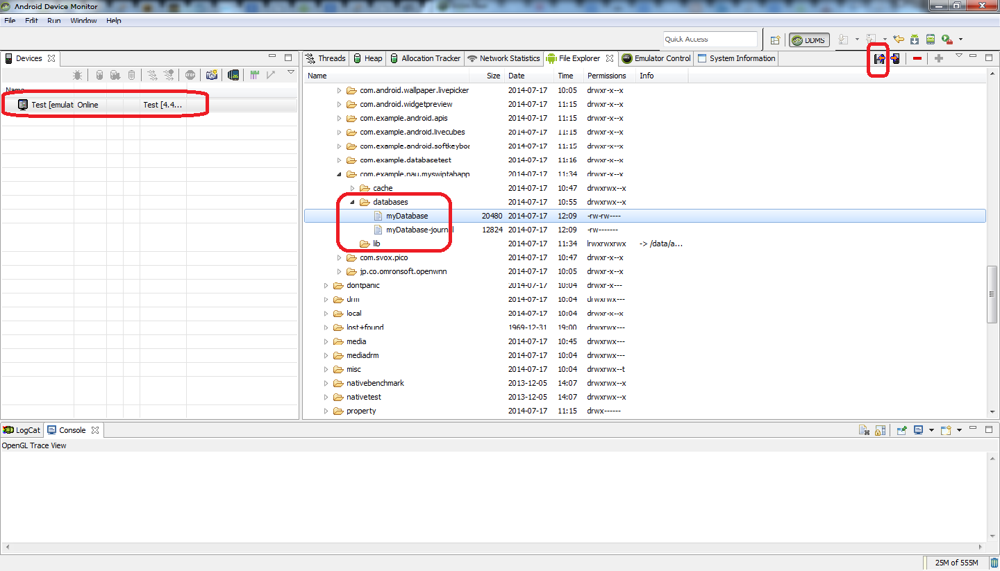 Android Device Monitor
File Edit Run Window Help
Quick Access
DDMS
Devices
Threads Heap Allocation Tracker Network Statistics File Explorer Emulator Control System Information
STOP
Name
Test [emulat Online Test [4.4...
Name Size Date Time Permissions Info
com.android.wallpaper.livepicker 2014-07-17 10:05 drwxr-x--x
com.android.widgetpreview 2014-07-17 11:15 drwxr-x--x
com.example.android.apis 2014-07-17 11:15 drwxr-x--x
com.example.android.livecubes 2014-07-17 11:15 drwxr-x--x
com.example.android.softkeyboa 2014-07-17 11:15 drwxr-x--x
com.example.databasetest 2014-07-17 11:16 drwxr-x--x
com.example.nau.myswiptahapp 2014-07-17 11:34 drwxr-x--x
cache 2014-07-17 10:47 drwxrwx--x
databases 2014-07-17 10:55 drwxrwx--x
myDatabase 20480 2014-07-17 12:09 -rw-rw----
myDatabase-journal 12824 2014-07-17 12:09 -rw-------
lib 2014-07-17 11:34 lrwxrwxrwx -> /data/a...
com.svox.pico 2014-07-17 10:47 drwxr-x--x
jp.co.omronsoft.openwnn 2014-07-17 10:05 drwxr-x--x
dontpanic 2014-07-17 10:04 drwxr-x---
drm 2014-07-17 10:04 drwxrwx---
local 2014-07-17 10:04 drwxr-x--x
lost+found 1969-12-31 19:00 drwxrwx---
media 2014-07-17 10:45 drwxrwx---
mediadrm 2014-07-17 10:04 drwxrwx---
misc 2014-07-17 10:04 drwxrwx--t
nativebenchmark 2013-12-05 14:07 drwxrwx--x
nativetest 2013-12-05 14:07 drwxrwx--x
property 2014-07-17 11:15 drwx------
LogCat Console
OpenGL Trace View
25M of 555M